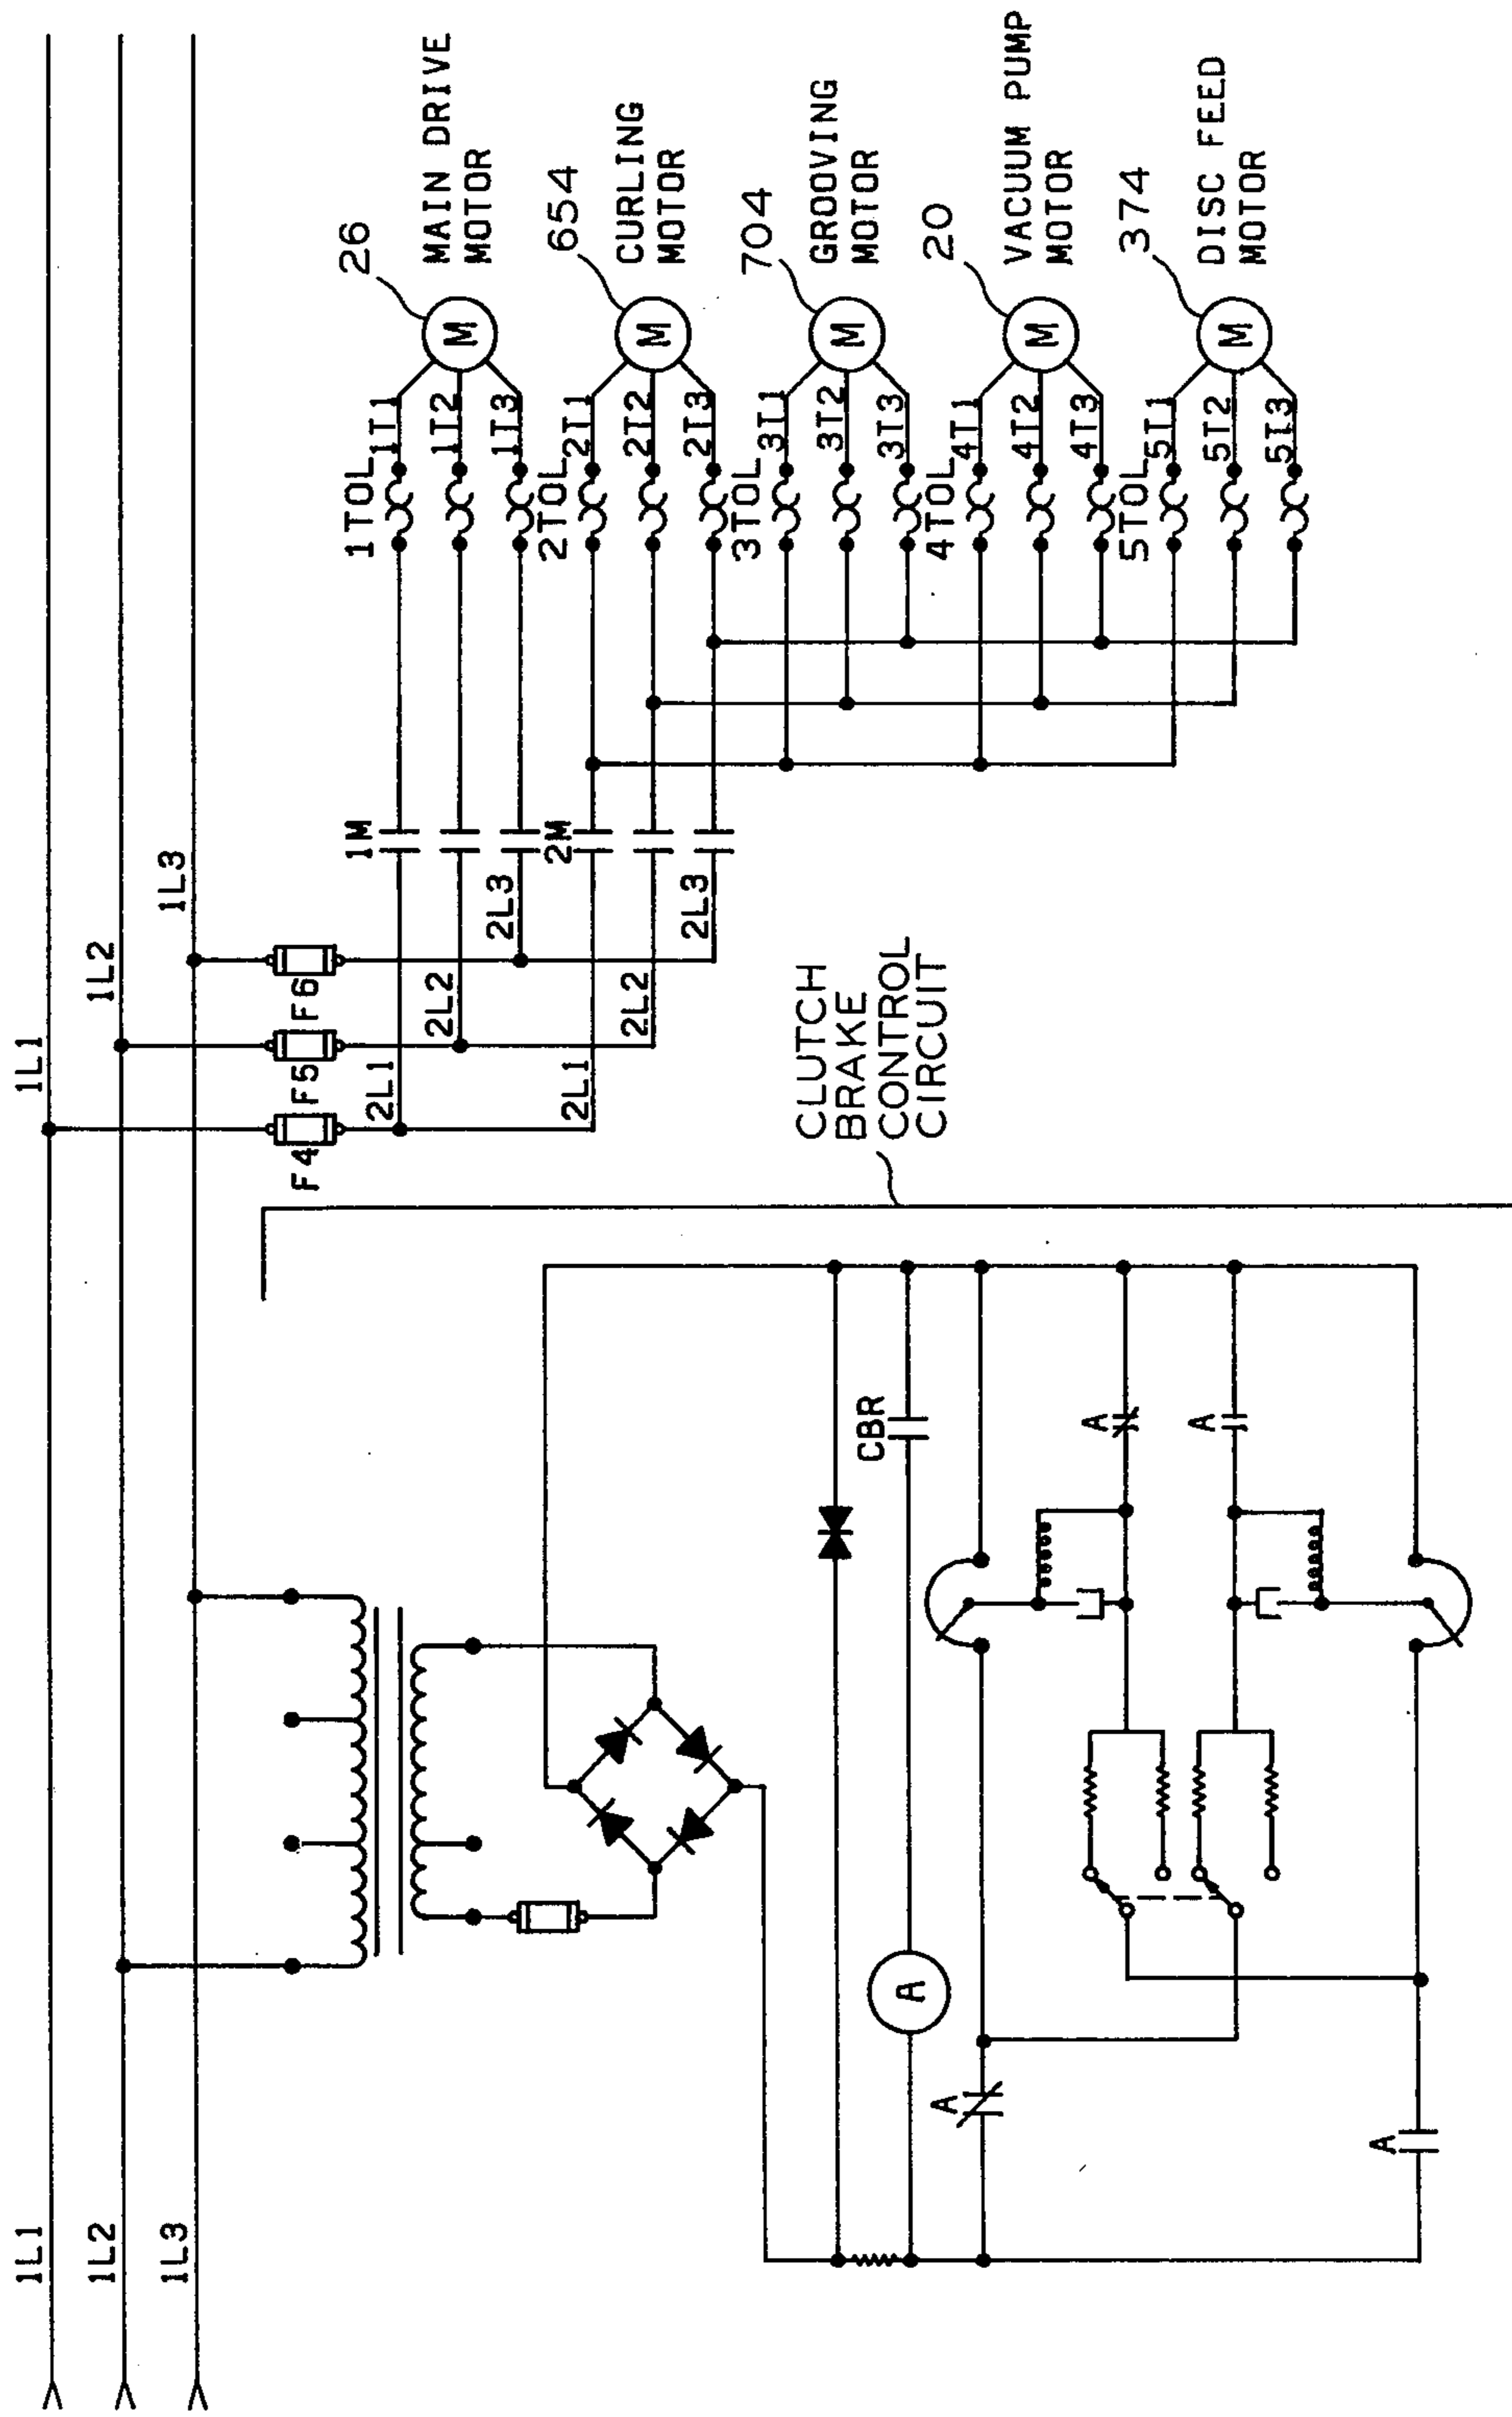 1L1
1L2
1L3
1L1
1L2
1L3
F4
F5
F6
2L1
2L2
2L3
2L1
2L2
2L3
1M
2M
1TOL
1T1
1T2
1T3
2TOL
2T1
2T2
2T3
3TOL
3T1
3T2
3T3
4TOL
4T1
4T2
4T3
5TOL
5T1
5T2
5T3
M
26
MAIN DRIVE
MOTOR
M
654
CURLING
MOTOR
M
704
GROOVING
MOTOR
M
20
VACUUM PUMP
MOTOR
M
374
DISC FEED
MOTOR
CLUTCH
BRAKE
CONTROL
CIRCUIT
CBR
A
A
A
A
A